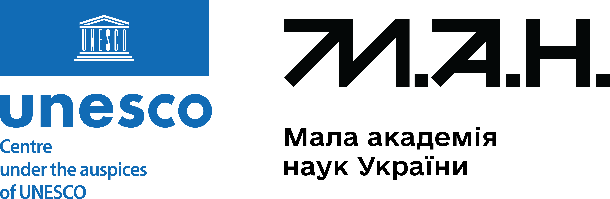 UNESCO
unesco
Centre
under the auspices
of UNESCO
М.А.Н.
Мала академія
наук України